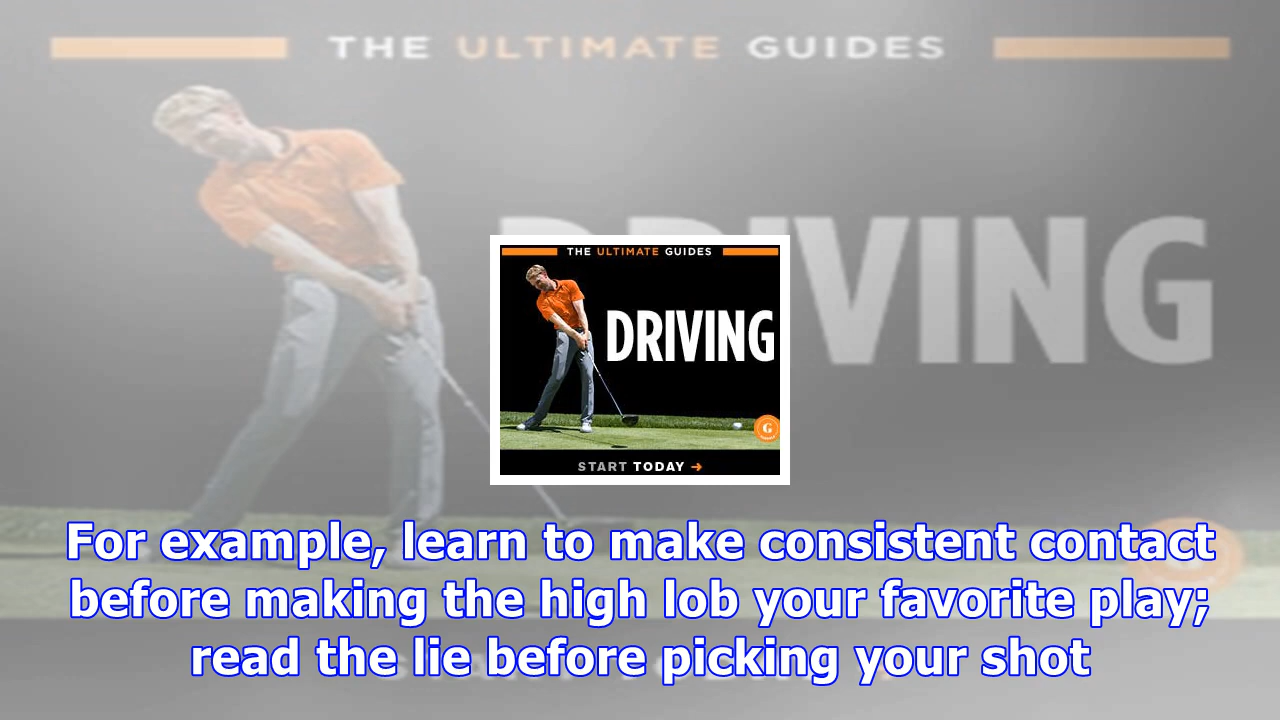 THE ULTIMATE GUIDES
DRIVING
THE ULTIMATE GUIDES
DRIVING
G
START TODAY
For example, learn to make consistent contact
before making the high lob your favorite play;
read the lie before picking your shot